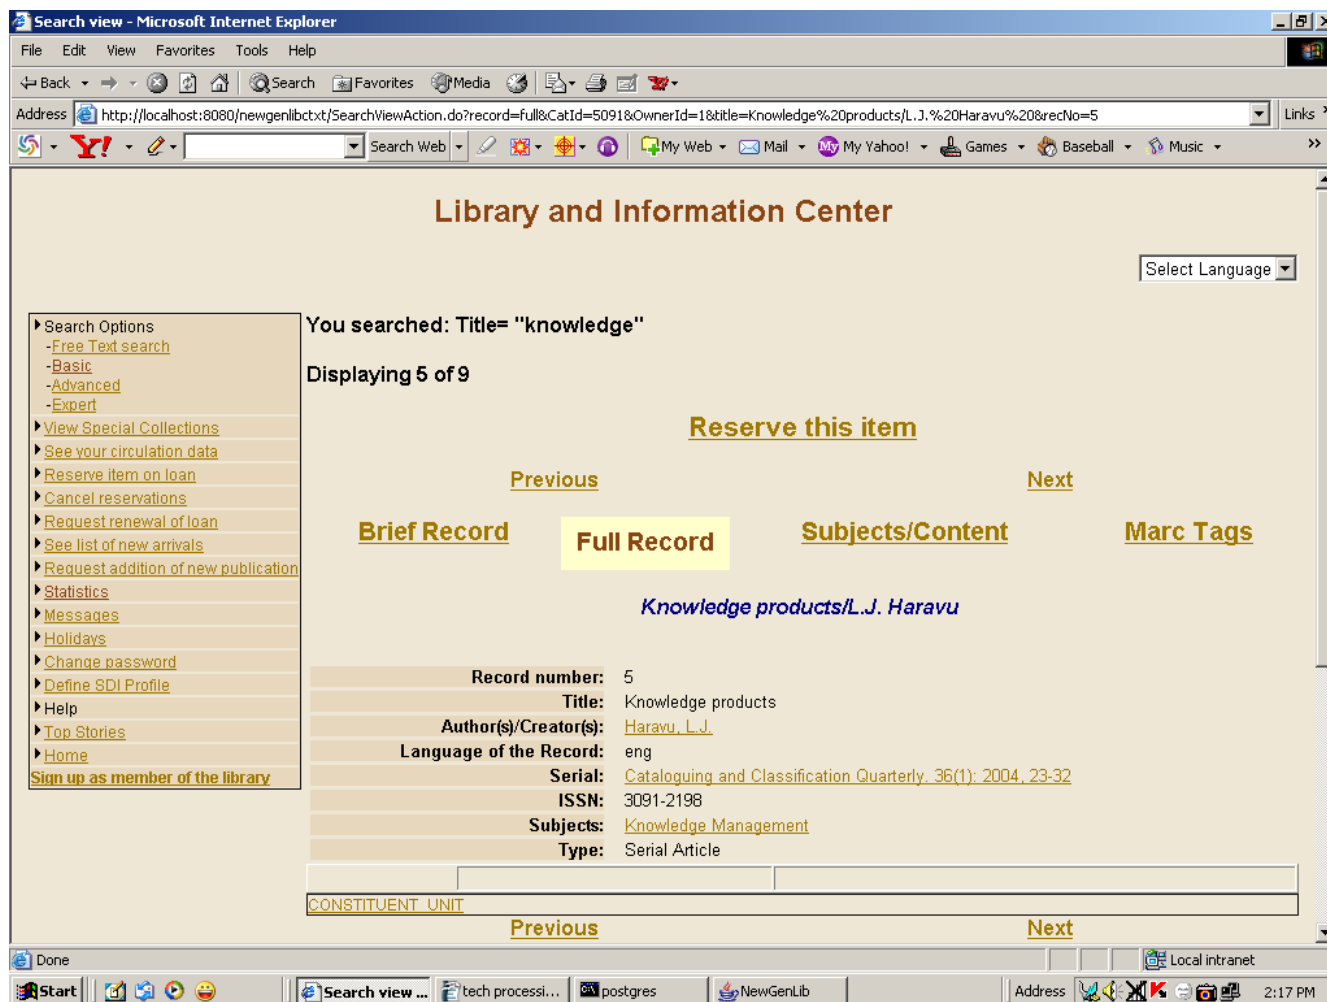 Search view - Microsoft Internet Explorer
File Edit View Favorites Tools Help
Back Search Favorites Media
Address http://localhost:8080/newgenlibctxt/SearchViewAction.do?record=full&CatId=5091&OwnerId=1&title=Knowledge%20products/L.J.%20Haravu%20&recNo=5 Links
Y! Search Web My Web Mail My Yahoo! Games Baseball Music
Library and Information Center
Select Language
Search Options
-Free Text search
-Basic
-Advanced
-Expert
View Special Collections
See your circulation data
Reserve item on loan
Cancel reservations
Request renewal of loan
See list of new arrivals
Request addition of new publication
Statistics
Messages
Holidays
Change password
Define SDI Profile
Help
Top Stories
Home
Sign up as member of the library
You searched: Title= "knowledge"
Displaying 5 of 9
Reserve this item
Previous Next
Brief Record Full Record Subjects/Content Marc Tags
Knowledge products/L.J. Haravu
Record number: 5
Title: Knowledge products
Author(s)/Creator(s): Haravu, L.J.
Language of the Record: eng
Serial: Cataloguing and Classification Quarterly. 36(1): 2004, 23-32
ISSN: 3091-2198
Subjects: Knowledge Management
Type: Serial Article
CONSTITUENT_UNIT
Previous Next
Done Local intranet
Start Search view ... tech processi... postgres NewGenLib Address 2:17 PM